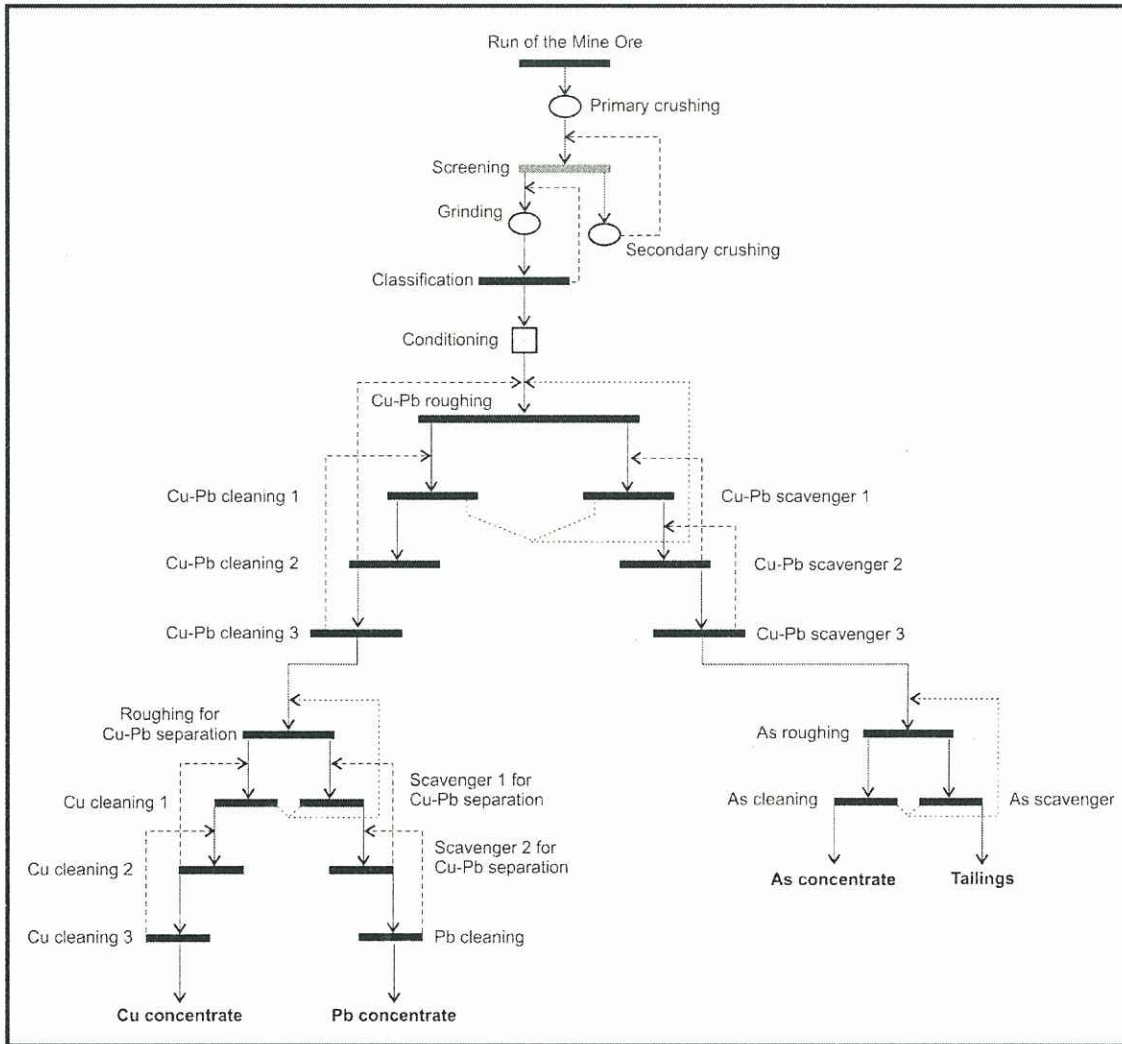 Run of the Mine Ore
Primary crushing
Screening
Grinding
Secondary crushing
Classification
Conditioning
Cu-Pb roughing
Cu-Pb cleaning 1
Cu-Pb scavenger 1
Cu-Pb cleaning 2
Cu-Pb scavenger 2
Cu-Pb cleaning 3
Cu-Pb scavenger 3
Roughing for
Cu-Pb separation
As roughing
Cu cleaning 1
Scavenger 1 for
Cu-Pb separation
As cleaning
As scavenger
Cu cleaning 2
Scavenger 2 for
Cu-Pb separation
As concentrate
Tailings
Cu cleaning 3
Pb cleaning
Cu concentrate
Pb concentrate